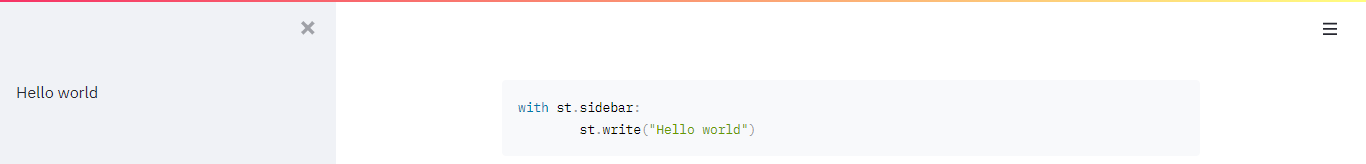 Hello world
with st.sidebar:
        st.write("Hello world")